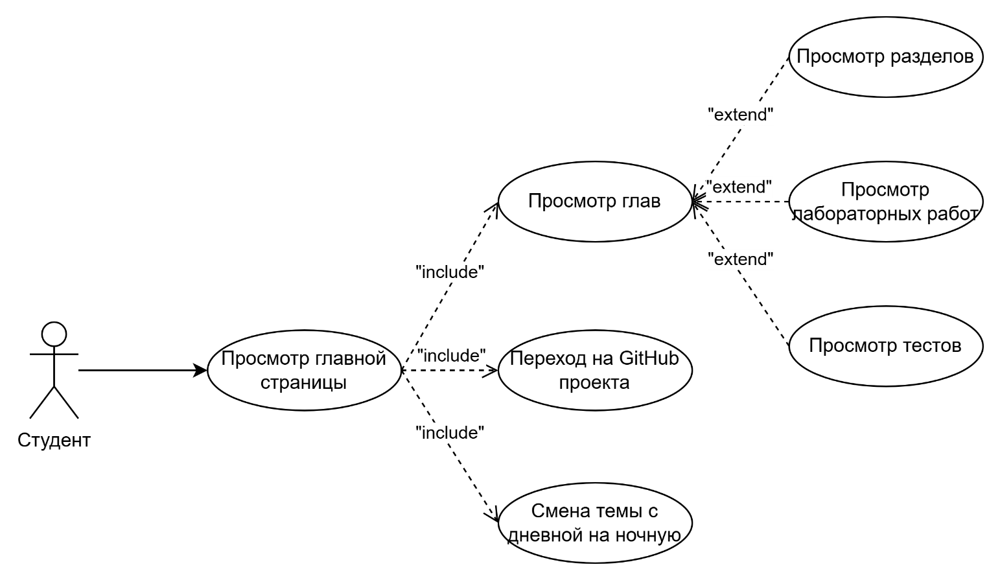 Просмотр разделов
"extend"
"extend"
Просмотр
лабораторных работ
Просмотр глав
"extend"
"include"
Просмотр тестов
"include"
Просмотр главной
страницы
Переход на GitHub
проекта
"include"
Студент
Смена темы с
дневной на ночную